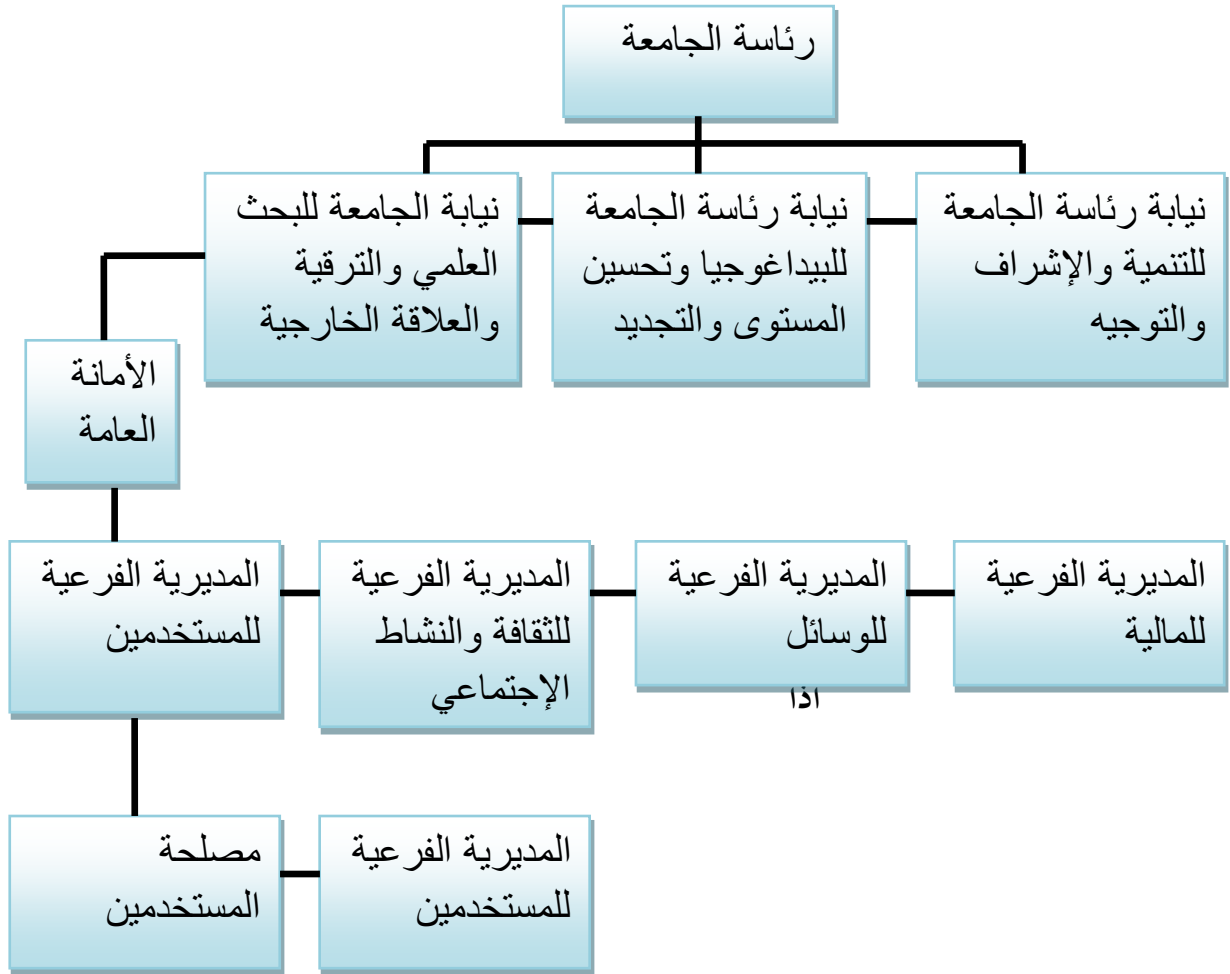 رئاسة الجامعة
نيابة رئاسة الجامعة
للتنمية والإشراف
والتوجيه
نيابة رئاسة الجامعة
للبيداغوجيا وتحسين
المستوى والتجديد
نيابة الجامعة للبحث
العلمي والترقية
والعلاقة الخارجية
الأمانة
العامة
المديرية الفرعية
للمالية
المديرية الفرعية
للوسائل
اذا
المديرية الفرعية
للثقافة والنشاط
الإجتماعي
المديرية الفرعية
للمستخدمين
المديرية الفرعية
للمستخدمين
مصلحة
المستخدمين